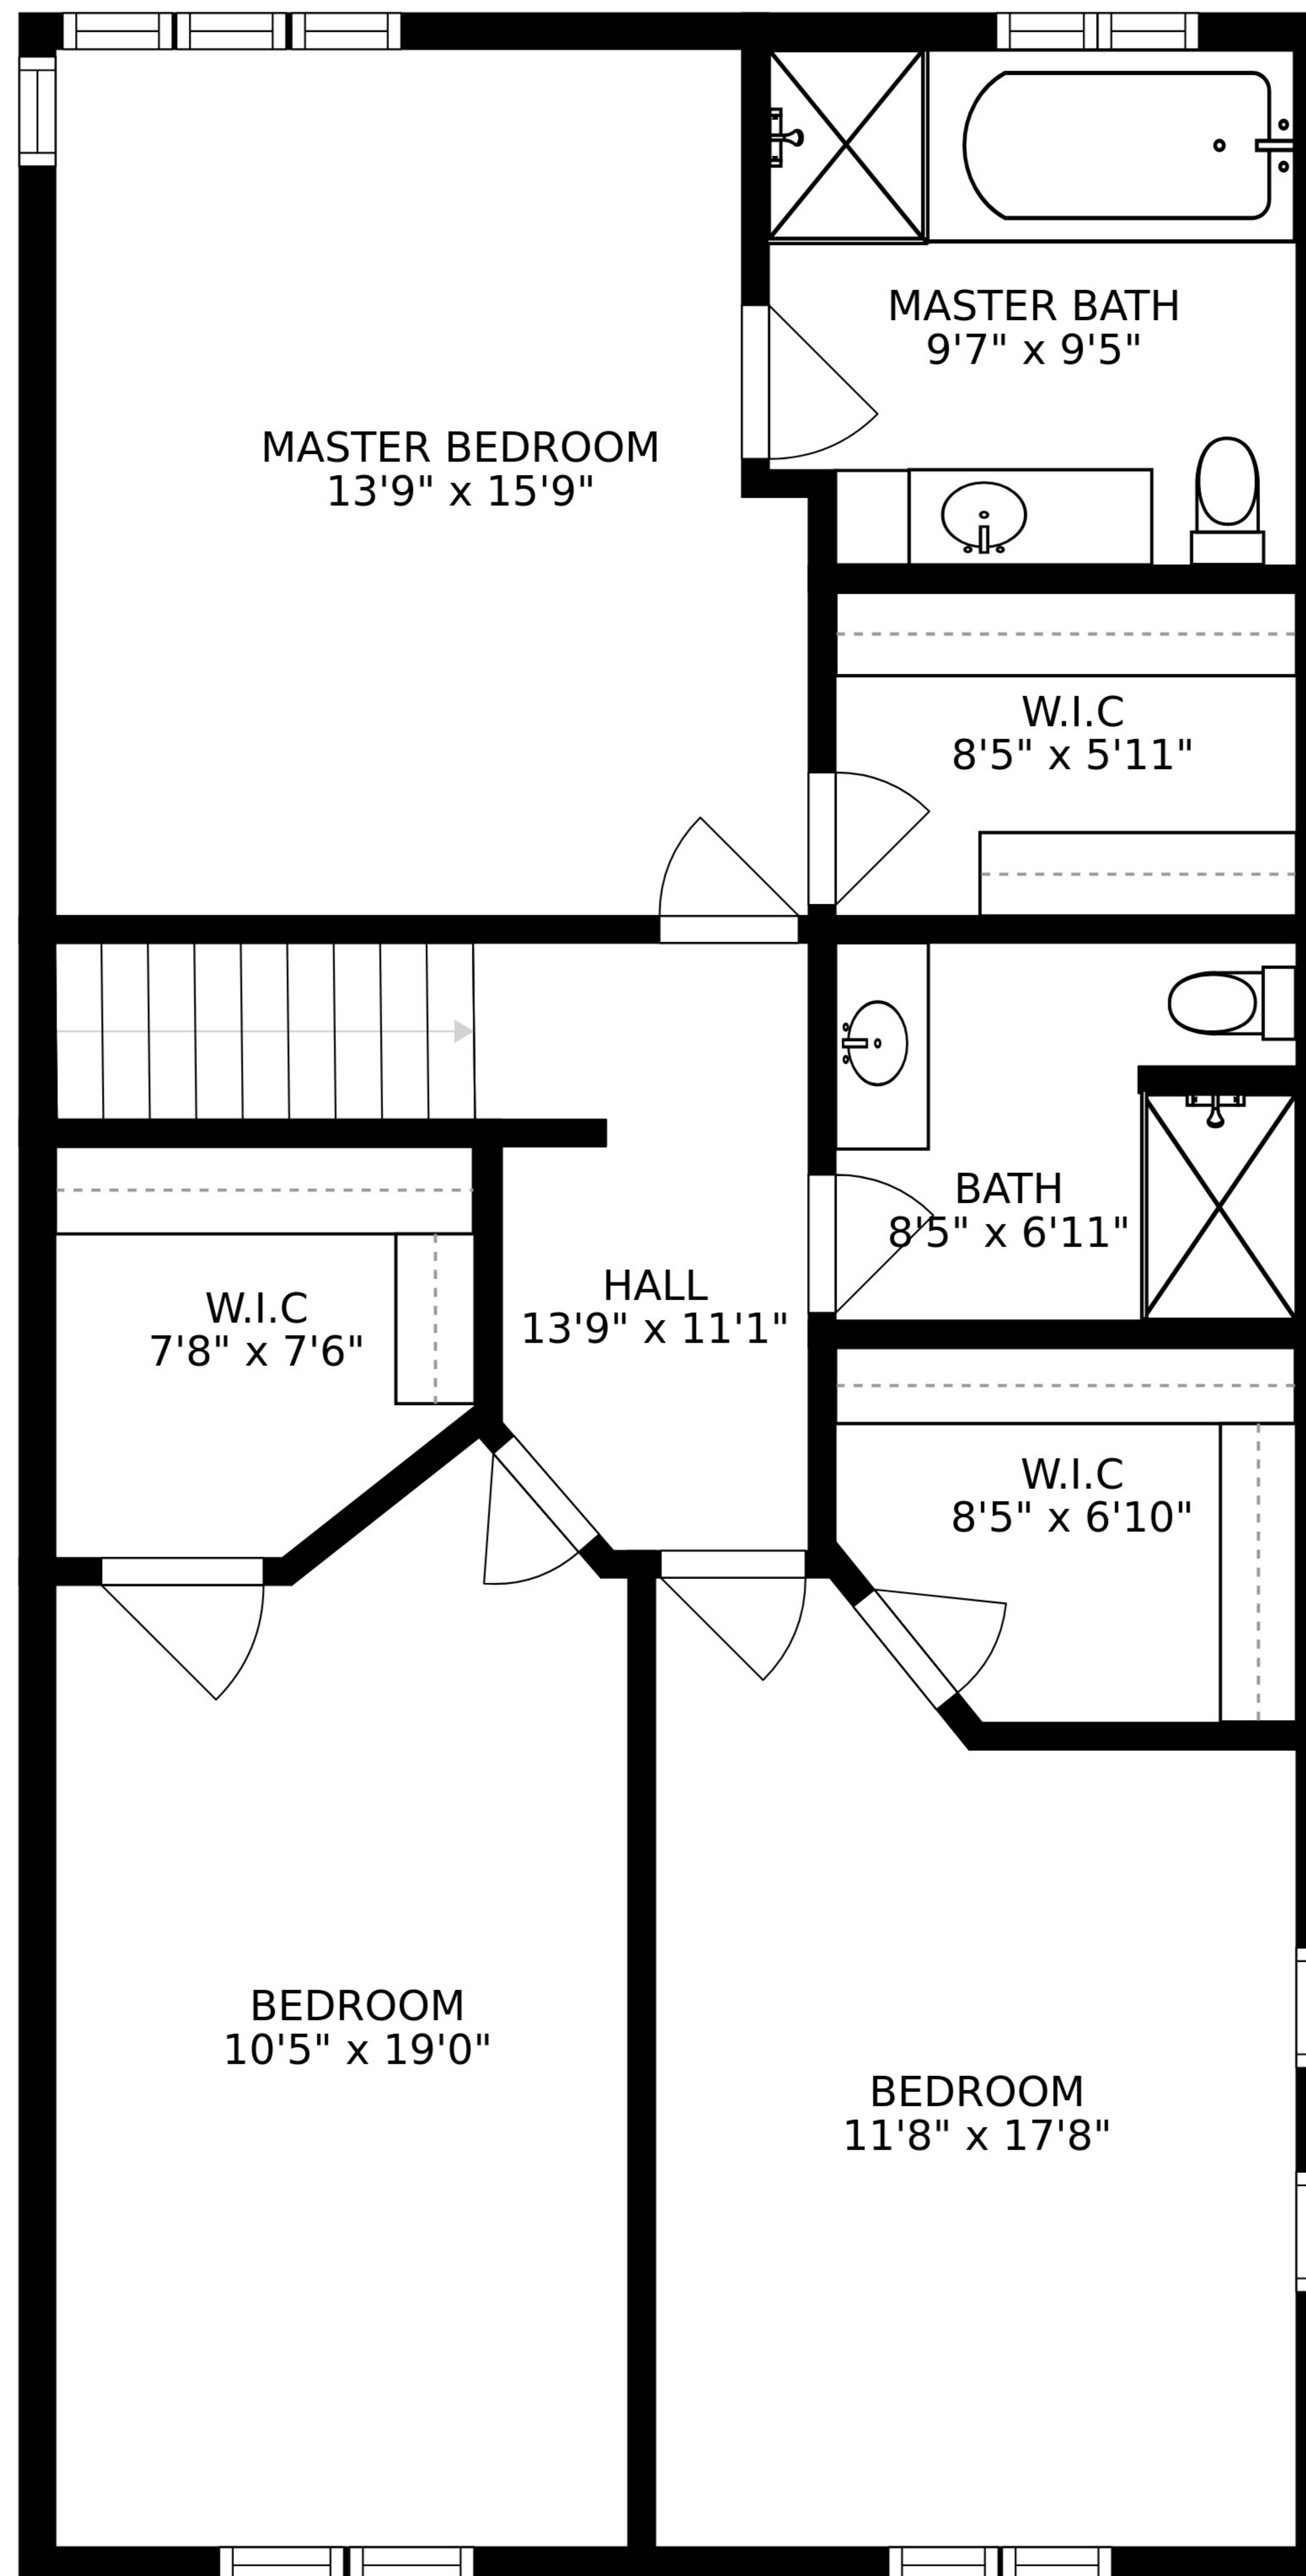 MASTER BATH
9'7" x 9'5"
MASTER BEDROOM
13'9" x 15'9"
W.I.C
8'5" x 5'11"
BATH
8'5" x 6'11"
HALL
13'9" x 11'1"
W.I.C
7'8" x 7'6"
W.I.C
8'5" x 6'10"
BEDROOM
10'5" x 19'0"
BEDROOM
11'8" x 17'8"